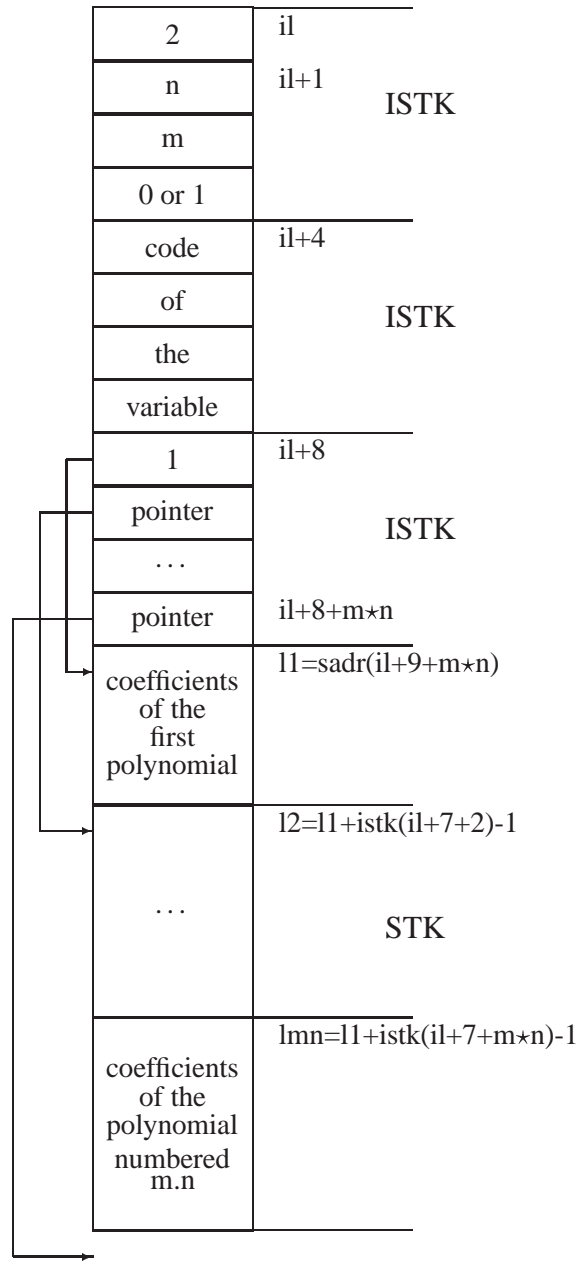 2 il
n il+1
ISTK
m
0 or 1
code il+4
of
ISTK
the
variable
1 il+8
pointer
ISTK
...
pointer il+8+m⋆n
coefficients l1=sadr(il+9+m⋆n)
of the
first
polynomial
l2=l1+istk(il+7+2)-1
...
STK
lmn=l1+istk(il+7+m⋆n)-1
coefficients
of the
polynomial
numbered
m.n